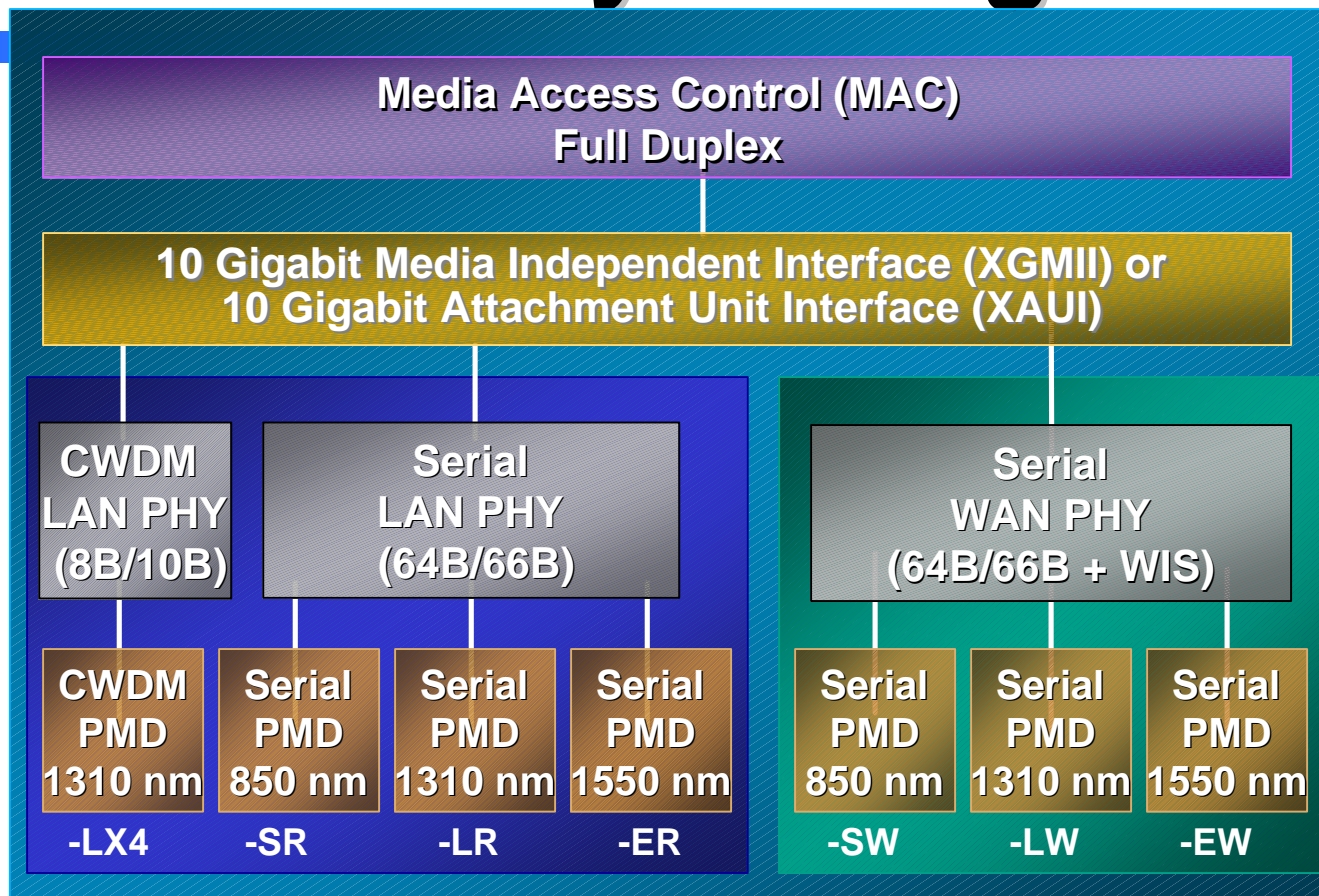 Media Access Control (MAC)
Full Duplex
10 Gigabit Media Independent Interface (XGMII) or
10 Gigabit Attachment Unit Interface (XAUI)
CWDM
LAN PHY
(8B/10B)
Serial
LAN PHY
(64B/66B)
Serial
WAN PHY
(64B/66B + WIS)
CWDM
PMD
1310 nm
Serial
PMD
850 nm
Serial
PMD
1310 nm
Serial
PMD
1550 nm
Serial
PMD
850 nm
Serial
PMD
1310 nm
Serial
PMD
1550 nm
-LX4
-SR
-LR
-ER
-SW
-LW
-EW